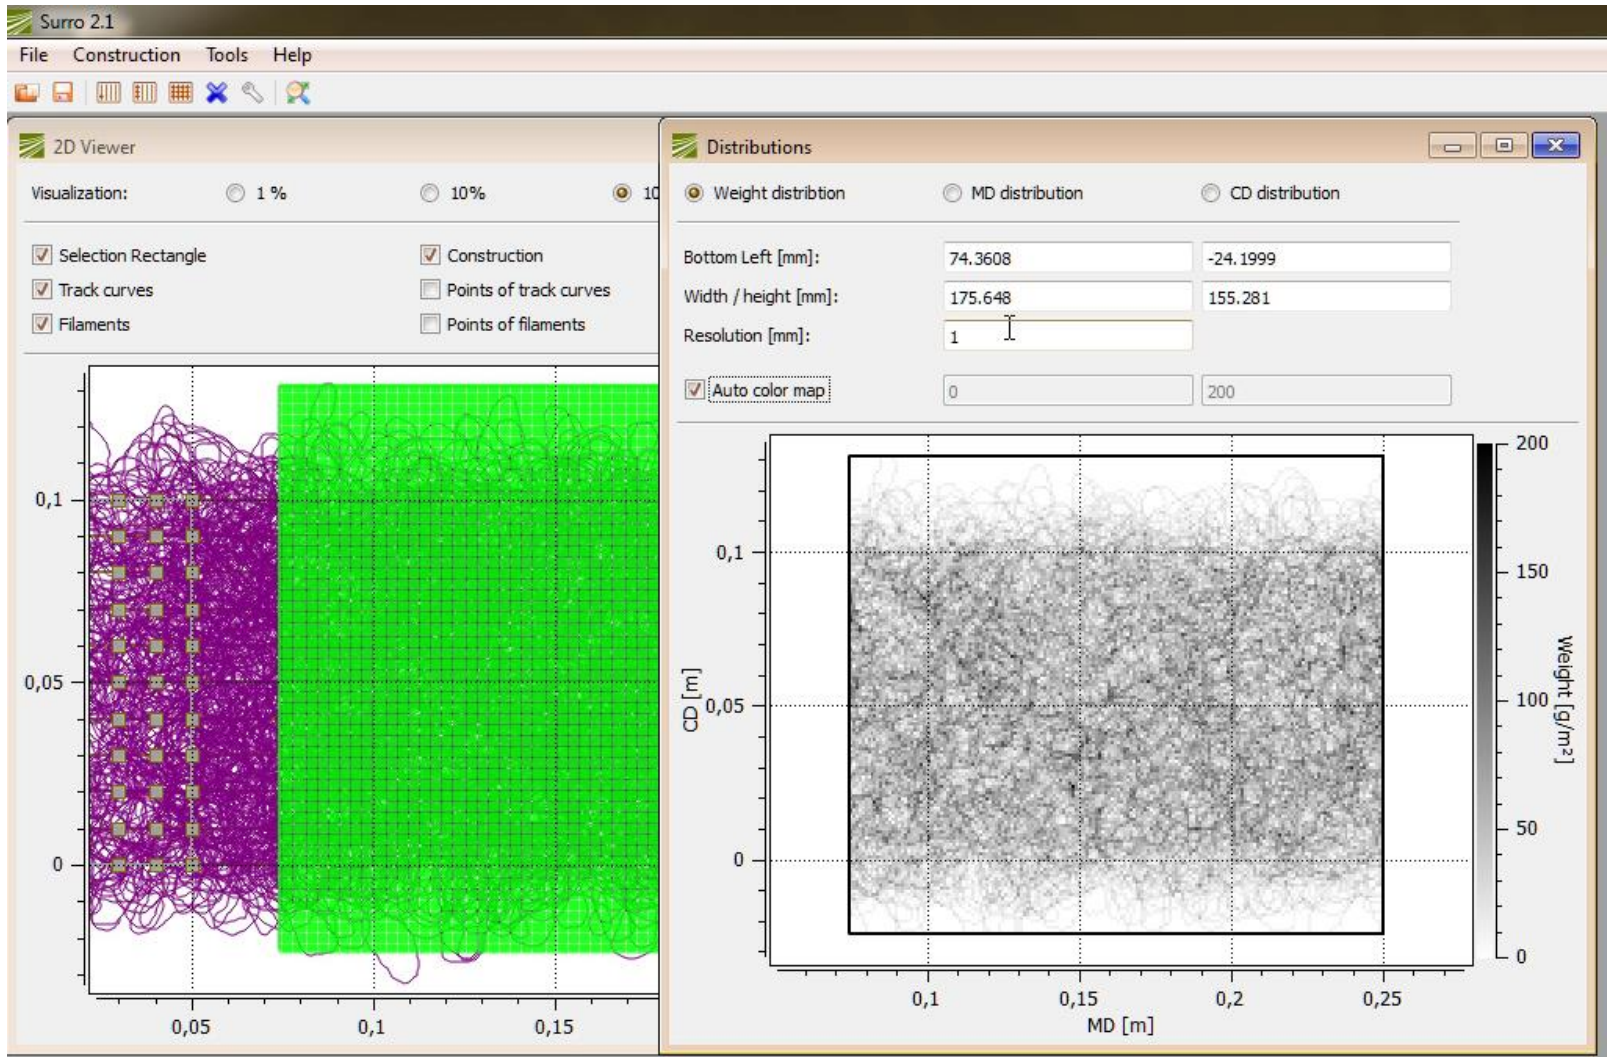 Surro 2.1
File Construction Tools Help
2D Viewer
Visualization: 1 % 10% 10
Selection Rectangle Construction
Track curves Points of track curves
Filaments Points of filaments
0,1
0,05
0
0,05 0,1 0,15
Distributions
Weight distribtion MD distribution CD distribution
Bottom Left [mm]: 74.3608 -24.1999
Width / height [mm]: 175.648 155.281
Resolution [mm]: 1
Auto color map 0 200
CD [m]
0,1
0,05
0
0,1 0,15 0,2 0,25
MD [m]
200
150
100
50
0
Weight [g/m²]